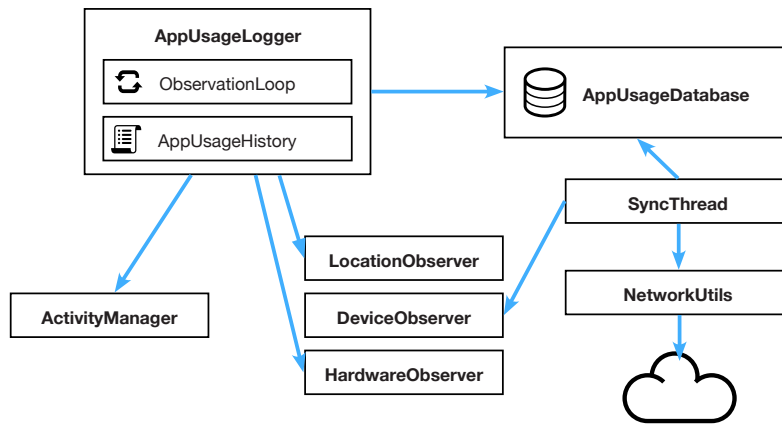 AppUsageLogger
ObservationLoop
AppUsageHistory
AppUsageDatabase
SyncThread
LocationObserver
NetworkUtils
ActivityManager
DeviceObserver
HardwareObserver